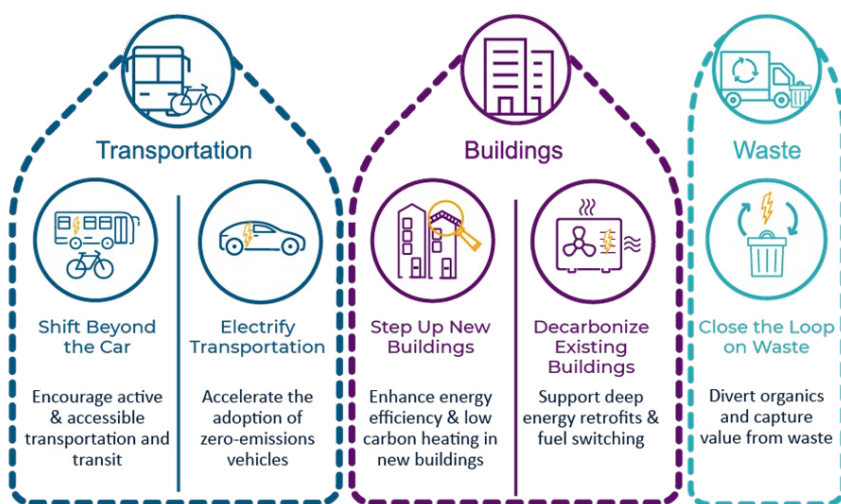 Transportation
Buildings
Waste
Shift Beyond
the Car
Electrify
Transportation
Step Up New
Buildings
Decarbonize
Existing
Buildings
Close the Loop
on Waste
Encourage active
& accessible
transportation and
transit
Accelerate the
adoption of
zero-emissions
vehicles
Enhance energy
efficiency & low
carbon heating in
new buildings
Support deep
energy retrofits &
fuel switching
Divert organics
and capture
value from waste